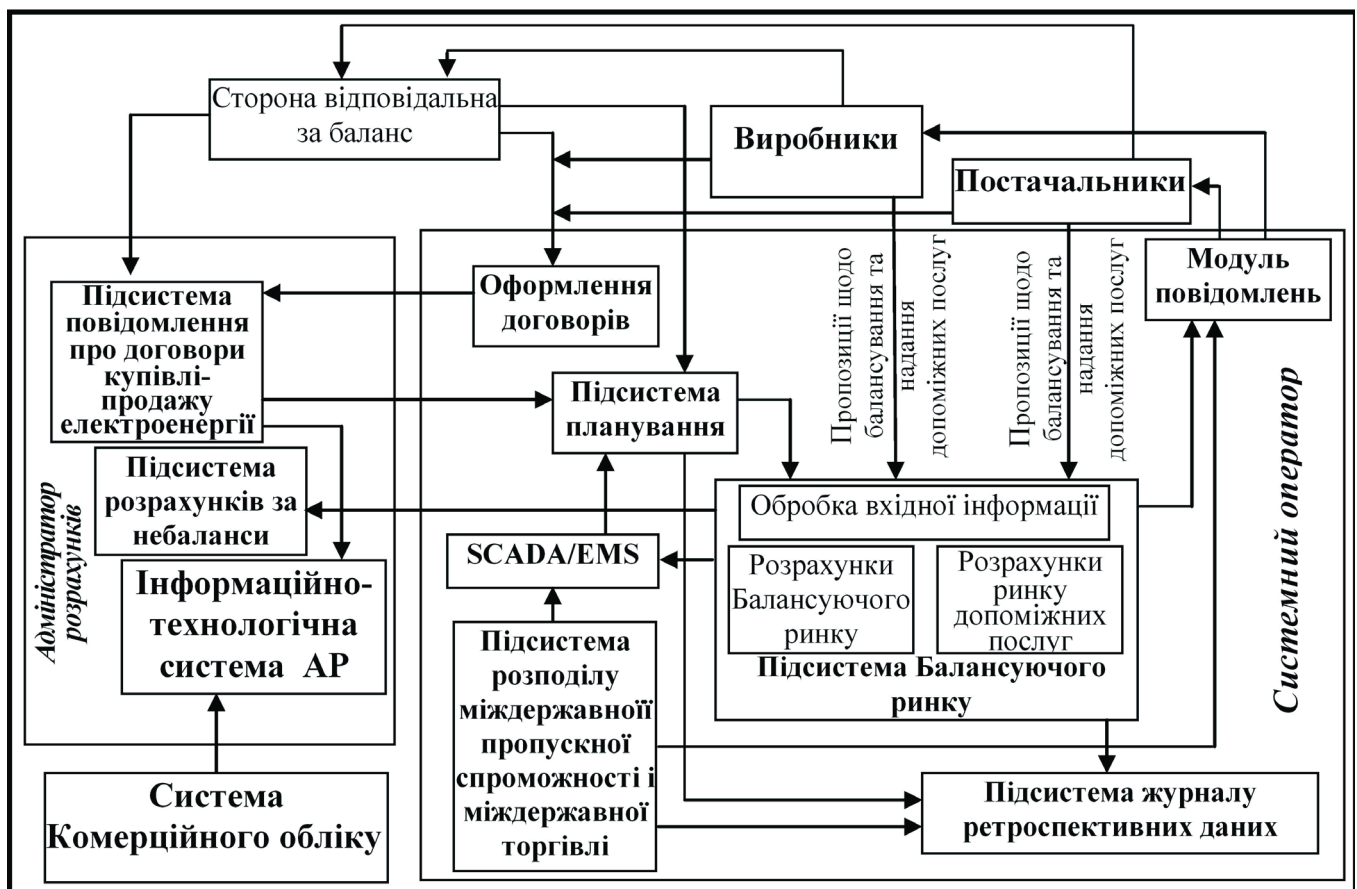 Сторона відповідальна
за баланс
Виробники
Постачальники
Підсистема
повідомлення
про договори
купівлі-
продажу
електроенергії
Оформлення
договорів
Пропозиції щодо
балансування та
надання
допоміжних послуг
Пропозиції щодо
балансування та
надання
допоміжних послуг
Модуль
повідомлень
Підсистема
планування
Підсистема
розрахунків за
небаланси
Адміністратор
розрахунків
Інформаційно-
технологічна
система АР
SCADA/EMS
Обробка вхідної інформації
Розрахунки
Балансуючого
ринку
Розрахунки
ринку
допоміжних
послуг
Підсистема Балансуючого
ринку
Системний оператор
Підсистема
розподілу
міждержавноїї
пропускної
спроможності і
міждержавної
торгівлі
Система
Комерційного обліку
Підсистема журналу
ретроспективних даних